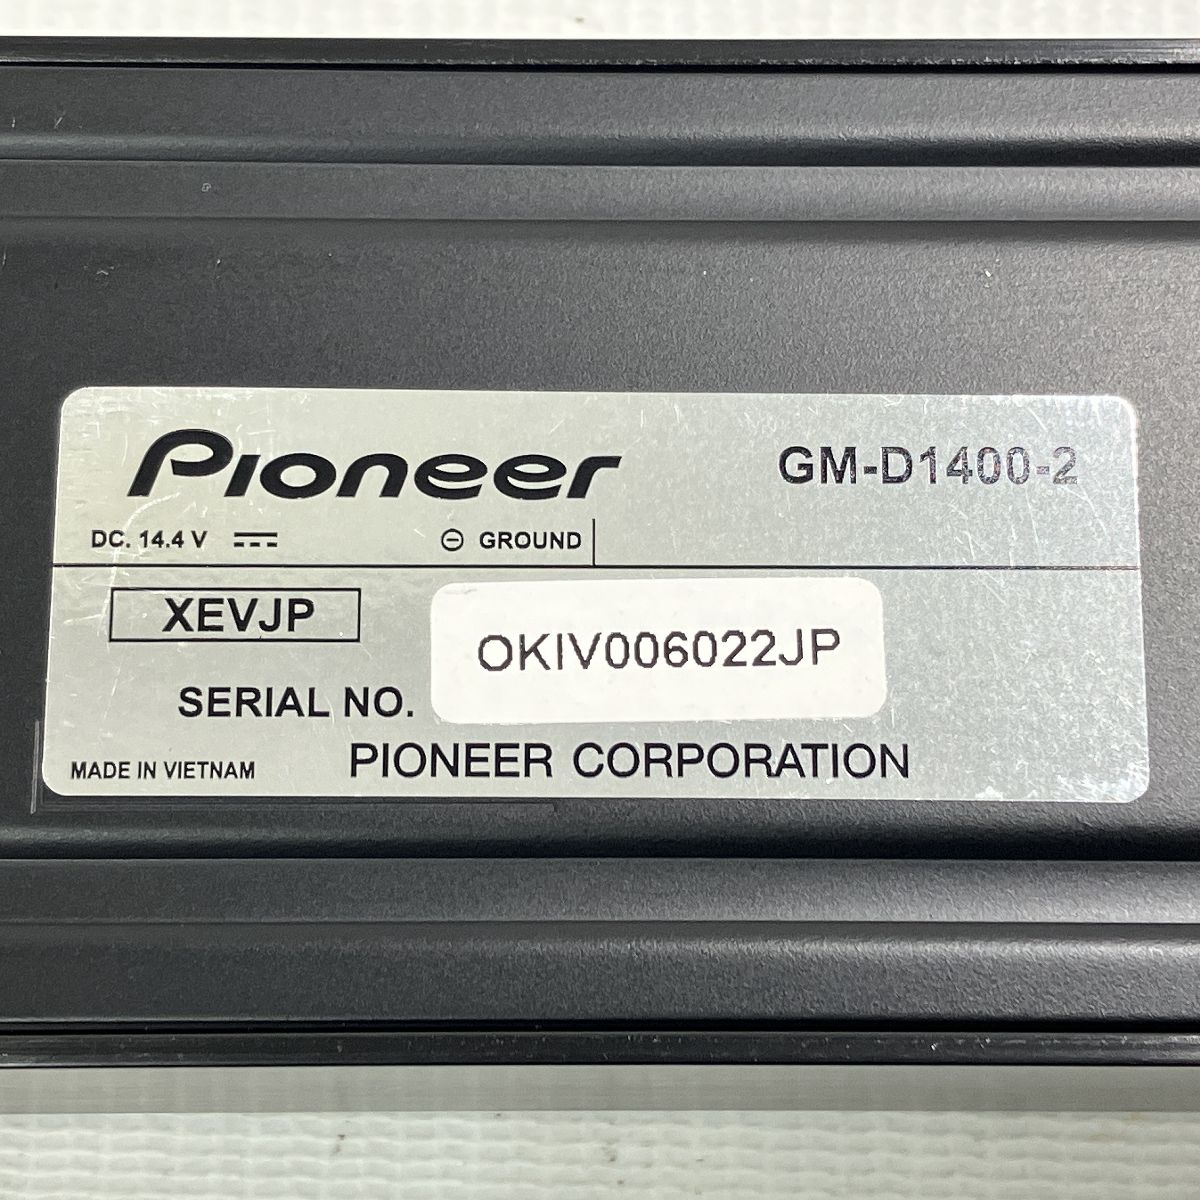 Pioneer GM-D1400-2
DC. 14.4 V ⊖ GROUND
XEVJP
SERIAL NO. OKIV006022JP
MADE IN VIETNAM PIONEER CORPORATION